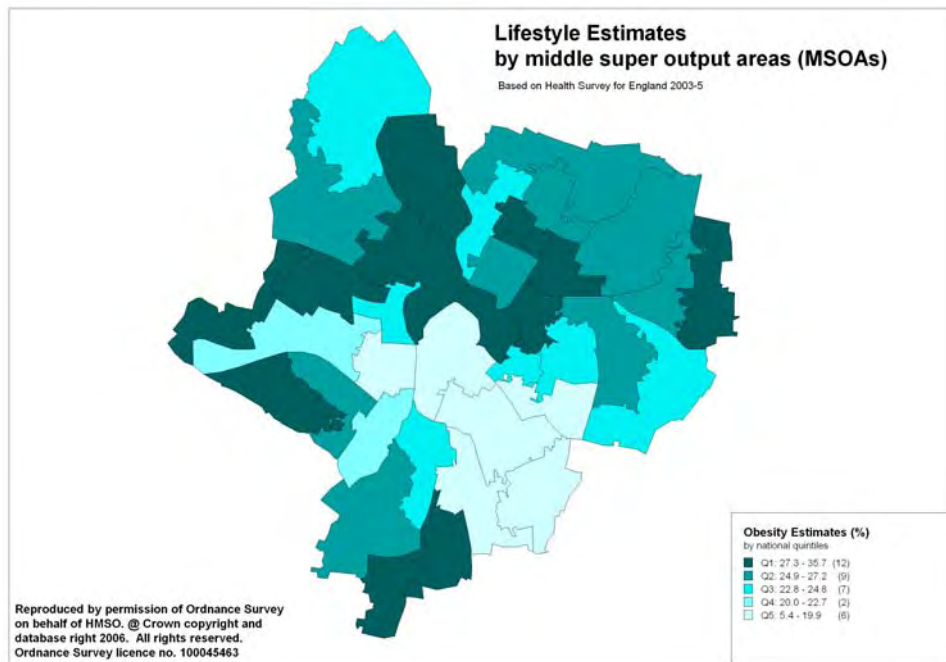 Lifestyle Estimates
by middle super output areas (MSOAs)
Based on Health Survey for England 2003-5
Obesity Estimates (%)
by national quintiles
Q1: 27.3 - 35.7 (12)
Q2: 24.9 - 27.2 (9)
Q3: 22.8 - 24.8 (7)
Q4: 20.0 - 22.7 (2)
Q5: 5.4 - 19.9 (6)
Reproduced by permission of Ordnance Survey
on behalf of HMSO. @ Crown copyright and
database right 2006. All rights reserved.
Ordnance Survey licence no. 100045463